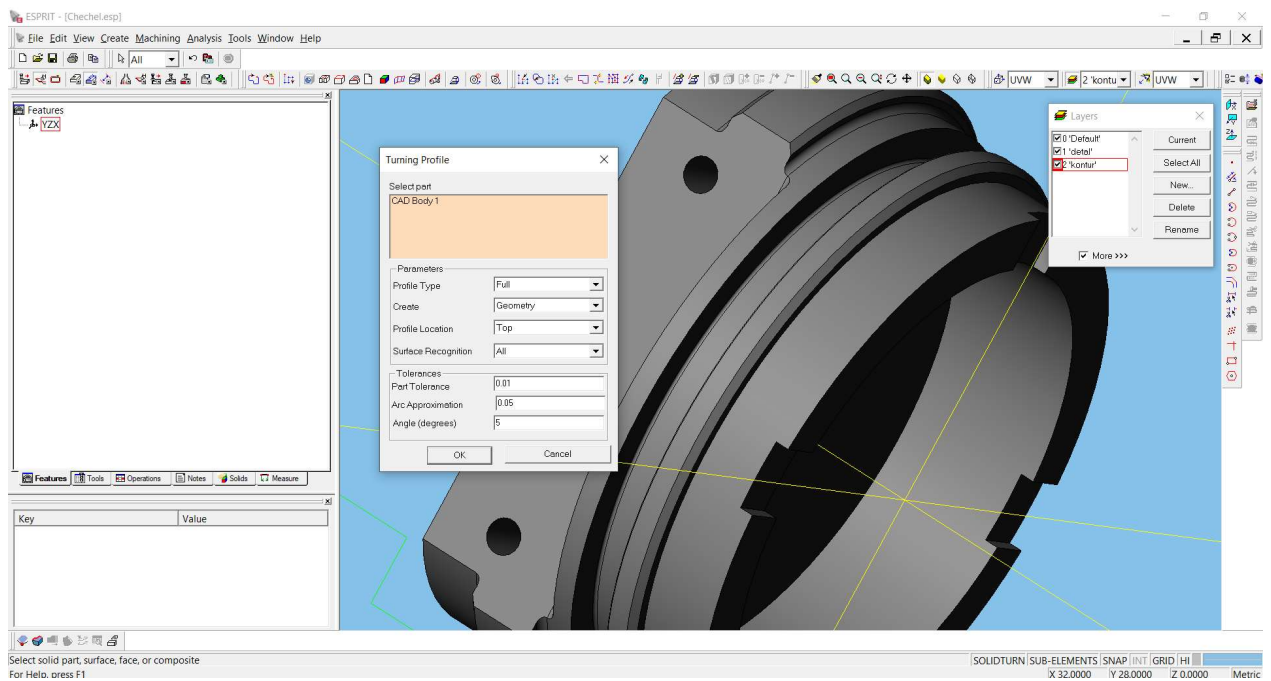 ESPRIT - [Chechel.esp]
File Edit View Create Machining Analysis Tools Window Help
All
UVW
2 'kontu
UVW
Features
YZX
Turning Profile
Select part
CAD Body 1
Parameters
Profile Type
Full
Create
Geometry
Profile Location
Top
Surface Recognition
All
Tolerances
Part Tolerance
0.01
Arc Approximation
0.05
Angle (degrees)
5
OK
Cancel
Layers
0 'Default'
1 'detal'
2 'kontur'
Current
Select All
New...
Delete
Rename
More >>>
Features
Tools
Operations
Notes
Solids
Measure
Key
Value
Select solid part, surface, face, or composite
SOLIDTURN SUB-ELEMENTS SNAP INT GRID HI
For Help, press F1
X 32.0000 Y 28.0000 Z 0.0000 Metric